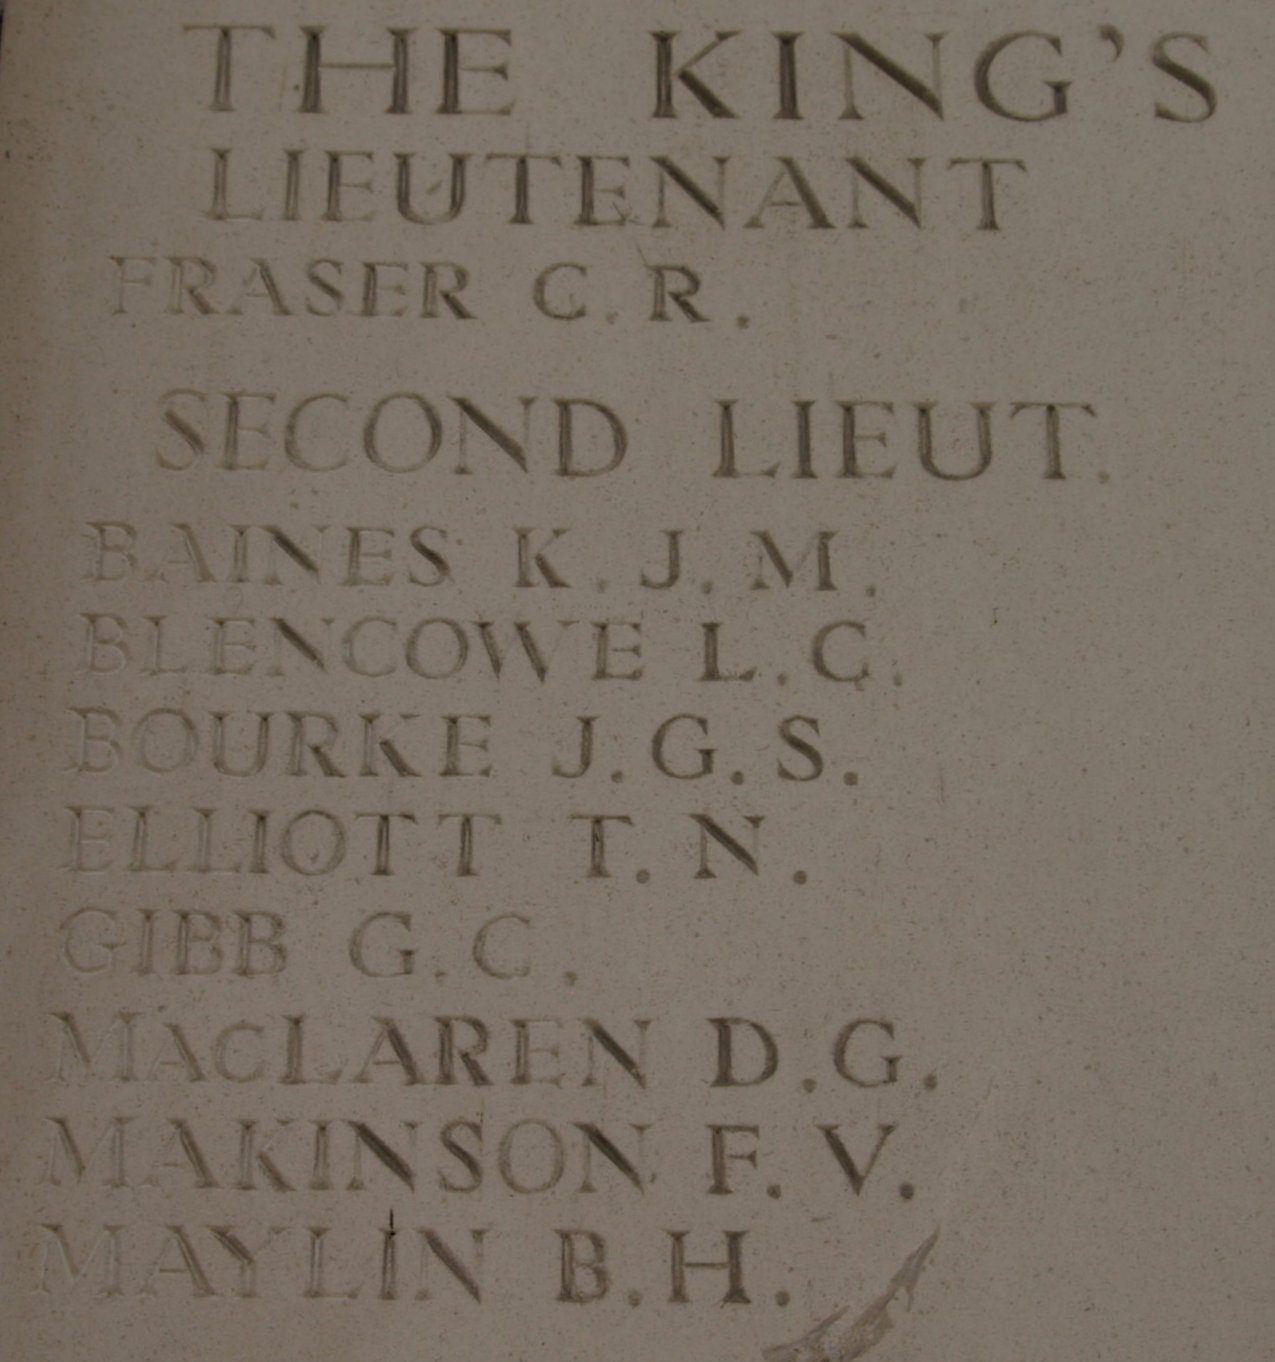 THE KING'S
LIEUTENANT
FRASER C. R.
SECOND LIEUT.
BAINES K. J. M.
BLENCOWE L. C.
BOURKE J. G. S.
ELLIOTT T. N.
GIBB G. C.
MACLAREN D. G.
MAKINSON F. V.
MAYLIN B. H.